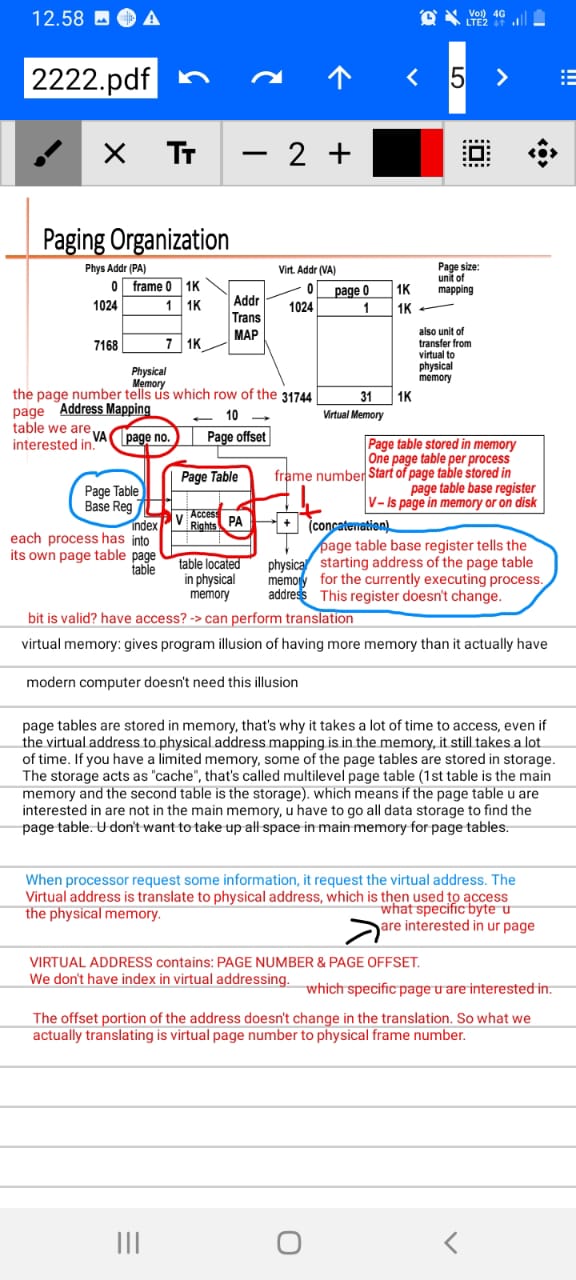 12.58
Vo)) 4G
LTE2
2222.pdf
5
TT
2
Paging Organization
Phys Addr (PA)
Virt. Addr (VA)
Page size:
unit of
mapping
0 frame 0 1K
1024 1 1K
7168 7 1K
Addr
Trans
MAP
0 page 0 1K
1024 1 1K
31744 31 1K
also unit of
transfer from
virtual to
physical
memory
Physical
Memory
Virtual Memory
the page number tells us which row of the
page
table we are
interested in.
Address Mapping
10
VA page no. Page offset
Page table stored in memory
One page table per process
Start of page table stored in
page table base register
V – Is page in memory or on disk
Page Table
frame number
Page Table
Base Reg
V Access
Rights PA
+
(concatenation)
index
into
page
table
each process has
its own page table
table located
in physical
memory
physical
memory
address
page table base register tells the
starting address of the page table
for the currently executing process.
This register doesn't change.
bit is valid? have access? -> can perform translation
virtual memory: gives program illusion of having more memory than it actually have
modern computer doesn't need this illusion
page tables are stored in memory, that's why it takes a lot of time to access, even if
the virtual address to physical address mapping is in the memory, it still takes a lot
of time. If you have a limited memory, some of the page tables are stored in storage.
The storage acts as "cache", that's called multilevel page table (1st table is the main
memory and the second table is the storage). which means if the page table u are
interested in are not in the main memory, u have to go all data storage to find the
page table. U don't want to take up all space in main memory for page tables.
When processor request some information, it request the virtual address. The
Virtual address is translate to physical address, which is then used to access
the physical memory.
what specific byte u
are interested in ur page
VIRTUAL ADDRESS contains: PAGE NUMBER & PAGE OFFSET.
We don't have index in virtual addressing.
which specific page u are interested in.
The offset portion of the address doesn't change in the translation. So what we
actually translating is virtual page number to physical frame number.